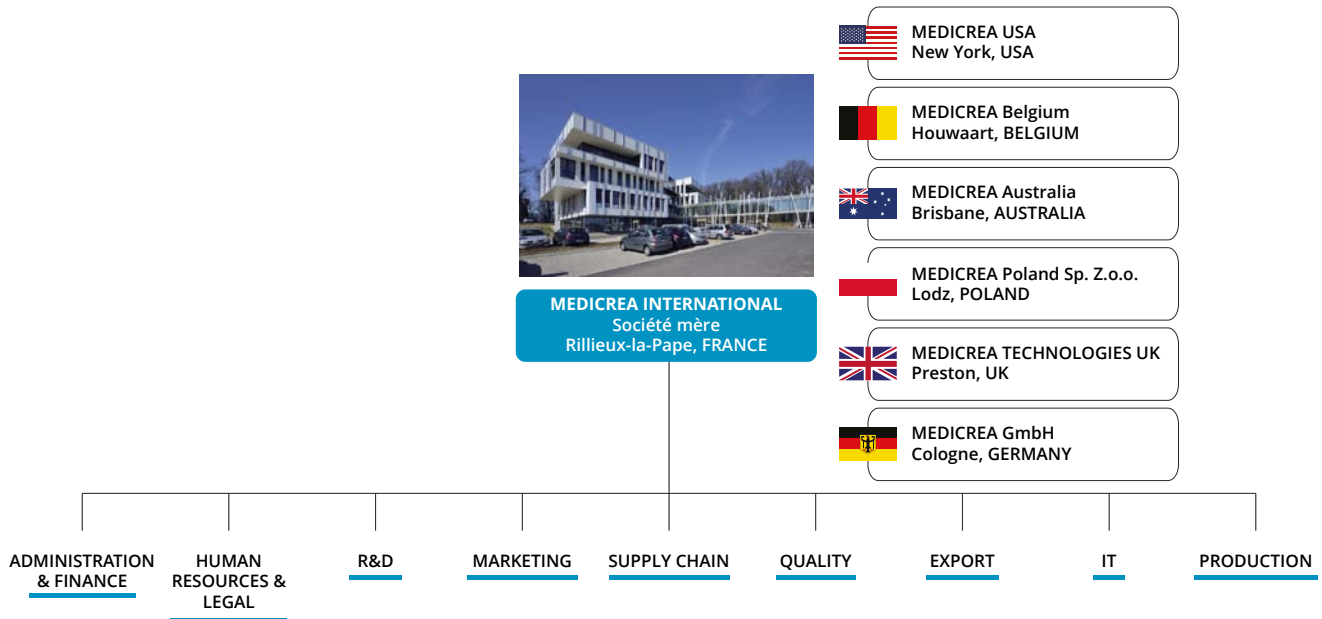 MEDICREA USA
New York, USA
MEDICREA Belgium
Houwaart, BELGIUM
MEDICREA Australia
Brisbane, AUSTRALIA
MEDICREA Poland Sp. Z.o.o.
Lodz, POLAND
MEDICREA TECHNOLOGIES UK
Preston, UK
MEDICREA GmbH
Cologne, GERMANY
MEDICREA INTERNATIONAL
Société mère
Rillieux-la-Pape, FRANCE
ADMINISTRATION
& FINANCE
HUMAN
RESOURCES &
LEGAL
R&D
MARKETING
SUPPLY CHAIN
QUALITY
EXPORT
IT
PRODUCTION